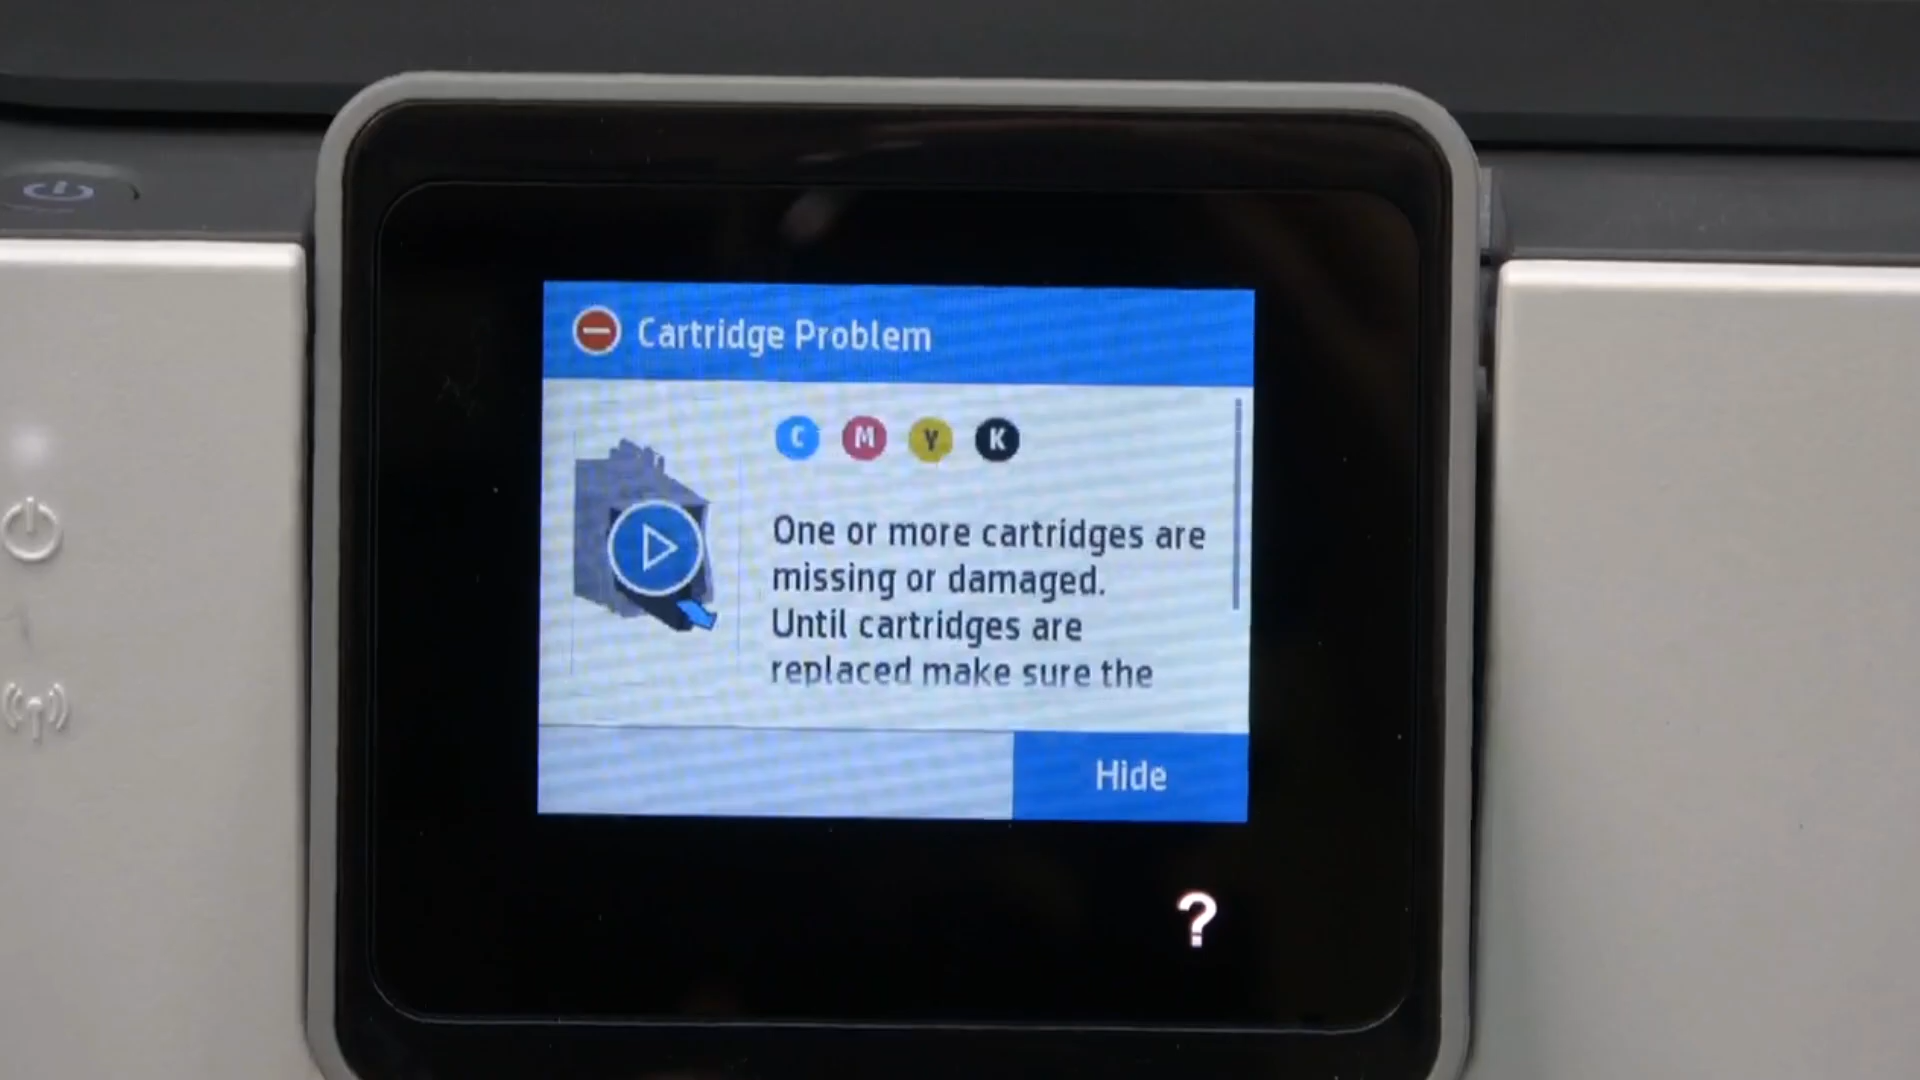 Cartridge Problem
C M Y K
One or more cartridges are
missing or damaged.
Until cartridges are
replaced make sure the
Hide
?